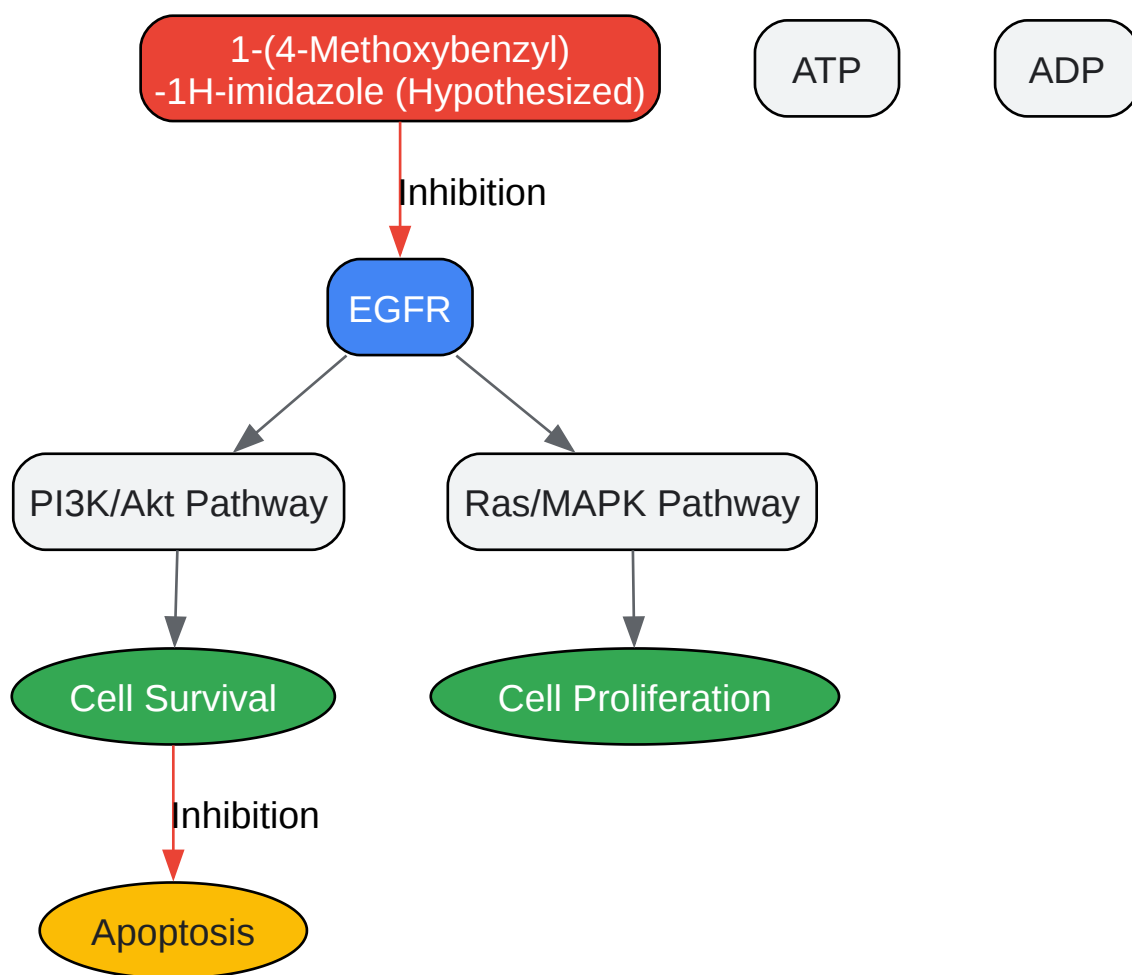 1-(4-Methoxybenzyl)
-1H-imidazole (Hypothesized)
ATP
ADP
Inhibition
EGFR
PI3K/Akt Pathway
Ras/MAPK Pathway
Cell Survival
Cell Proliferation
Inhibition
Apoptosis